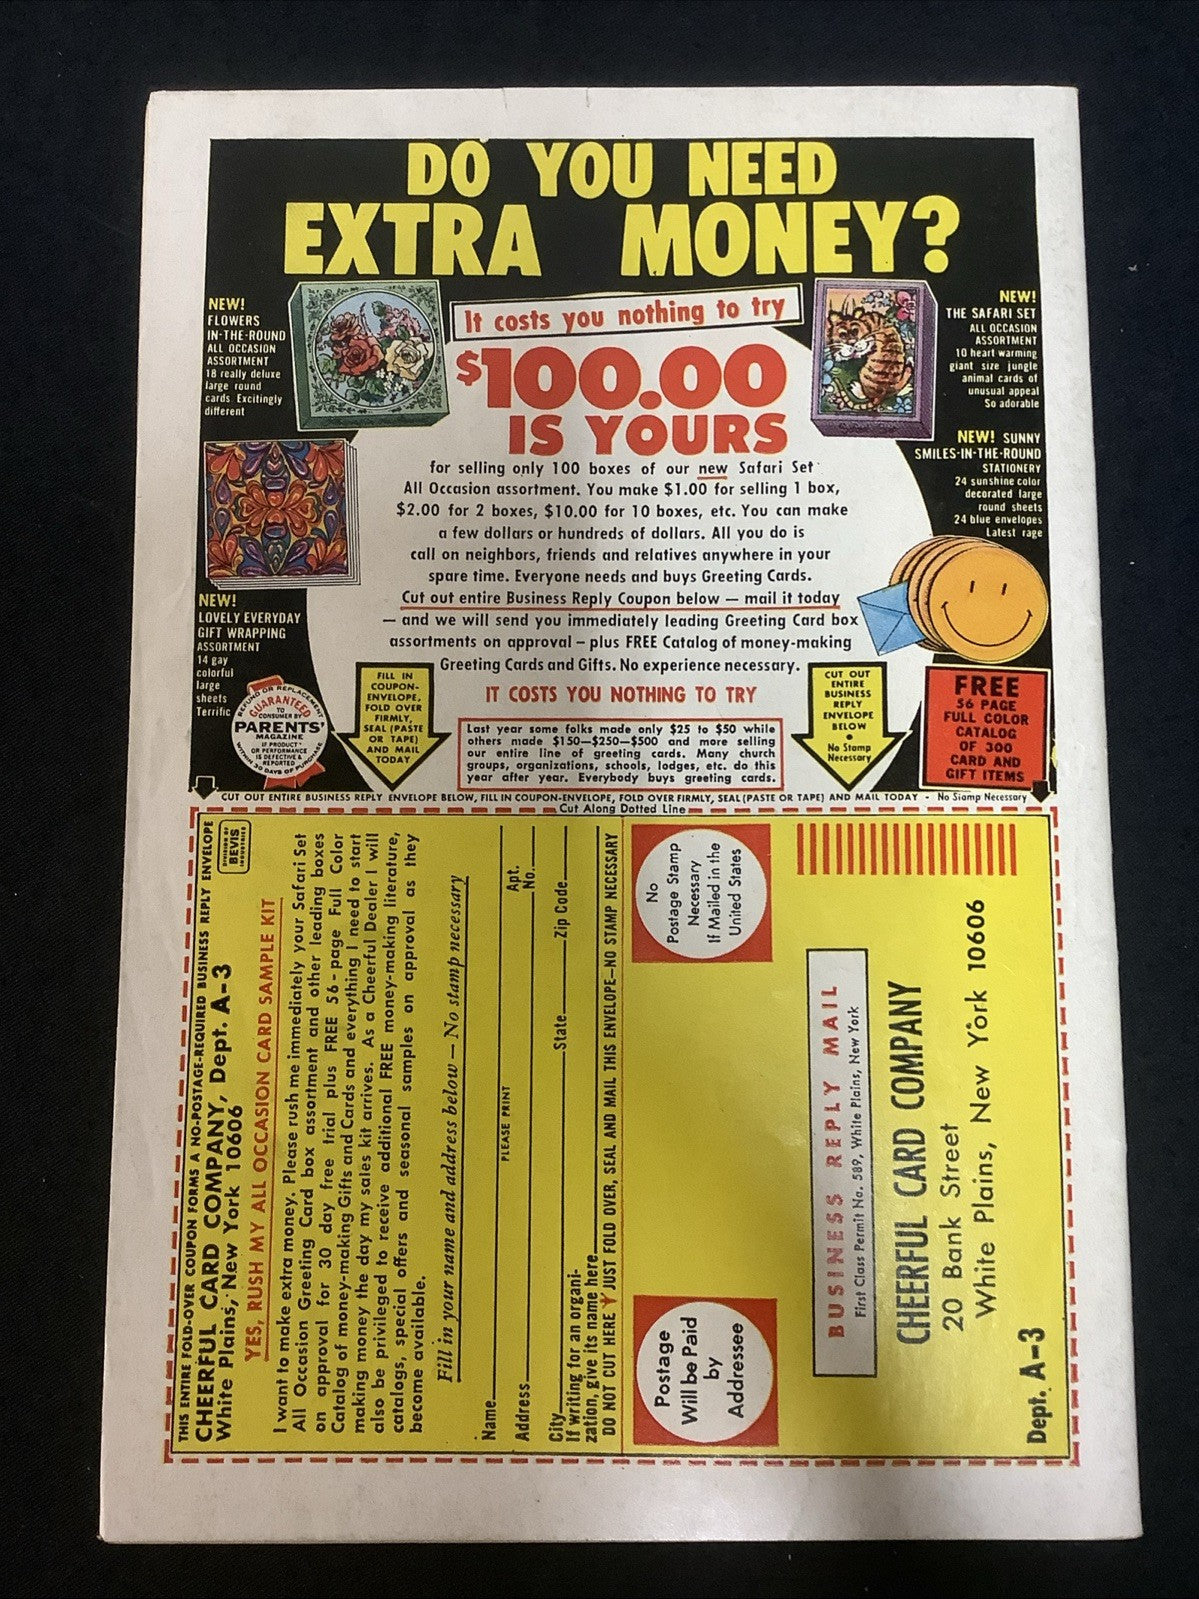 DO YOU NEED
EXTRA MONEY?
It costs you nothing to try
$100.00
IS YOURS
NEW!
FLOWERS
IN-THE-ROUND
ALL OCCASION
ASSORTMENT
18 really deluxe
large round
cards Excitingly
different
NEW!
THE SAFARI SET
ALL OCCASION
ASSORTMENT
10 heart warming
giant size jungle
animal cards of
unusual appeal
So adorable
NEW! SUNNY
SMILES-IN-THE-ROUND
STATIONERY
24 sunshine color
decorated large
round sheets
24 blue envelopes
Latest rage
for selling only 100 boxes of our new Safari Set
All Occasion assortment. You make $1.00 for selling 1 box,
$2.00 for 2 boxes, $10.00 for 10 boxes, etc. You can make
a few dollars or hundreds of dollars. All you do is
call on neighbors, friends and relatives anywhere in your
spare time. Everyone needs and buys Greeting Cards.
Cut out entire Business Reply Coupon below — mail it today
— and we will send you immediately leading Greeting Card box
assortments on approval – plus FREE Catalog of money-making
Greeting Cards and Gifts. No experience necessary.
IT COSTS YOU NOTHING TO TRY
NEW!
LOVELY EVERYDAY
GIFT WRAPPING
ASSORTMENT
14 gay
colorful
large
sheets
Terrific
REFUND OR REPLACEMENT
GUARANTEED
TO
CONSUMER BY
PARENTS'
MAGAZINE
IF PRODUCT
OR PERFORMANCE
IS DEFECTIVE &
REPORTED
WITHIN 30 DAYS OF PURCHASE
FILL IN
COUPON-
ENVELOPE,
FOLD OVER
FIRMLY,
SEAL (PASTE
OR TAPE)
AND MAIL
TODAY
Last year some folks made only $25 to $50 while
others made $150—$250—$500 and more selling
our entire line of greeting cards. Many church
groups, organizations, schools, lodges, etc. do this
year after year. Everybody buys greeting cards.
CUT OUT
ENTIRE
BUSINESS
REPLY
ENVELOPE
BELOW
No Stamp
Necessary
FREE
56 PAGE
FULL COLOR
CATALOG
OF 300
CARD AND
GIFT ITEMS
CUT OUT ENTIRE BUSINESS REPLY ENVELOPE BELOW, FILL IN COUPON-ENVELOPE, FOLD OVER FIRMLY, SEAL (PASTE OR TAPE) AND MAIL TODAY - No Stamp Necessary
Cut Along Dotted Line
THIS ENTIRE FOLD-OVER COUPON FORMS A NO-POSTAGE-REQUIRED BUSINESS REPLY ENVELOPE
CHEERFUL CARD COMPANY, Dept. A-3
White Plains, New York 10606
DIVISION OF
BEVIS
INDUSTRIES
YES, RUSH MY ALL OCCASION CARD SAMPLE KIT
I want to make extra money. Please rush me immediately your Safari Set
All Occasion Greeting Card box assortment and other leading boxes
on approval for 30 day free trial plus FREE 56-page Full Color
Catalog of money-making Gifts and Cards and everything I need to start
making money the day my sales kit arrives. As a Cheerful Dealer I will
also be privileged to receive additional FREE money-making literature,
catalogs, special offers and seasonal samples on approval as they
become available.
Fill in your name and address below — No stamp necessary
Name
PLEASE PRINT
Address
Apt.
No.
City
State
Zip Code
If writing for an organi-
zation, give its name here
DO NOT CUT HERE JUST FOLD OVER, SEAL AND MAIL THIS ENVELOPE—NO STAMP NECESSARY
No
Postage Stamp
Necessary
If Mailed in the
United States
Postage
Will be Paid
by
Addressee
BUSINESS REPLY MAIL
First Class Permit No. 589, White Plains, New York
CHEERFUL CARD COMPANY
20 Bank Street
White Plains, New York 10606
Dept. A-3